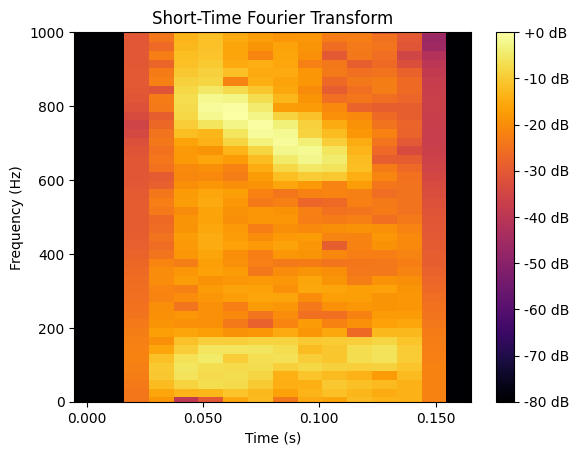 Short-Time Fourier Transform
Frequency (Hz)
1000
800
600
400
200
0
0.000
0.050
0.100
0.150
Time (s)
+0 dB
-10 dB
-20 dB
-30 dB
-40 dB
-50 dB
-60 dB
-70 dB
-80 dB